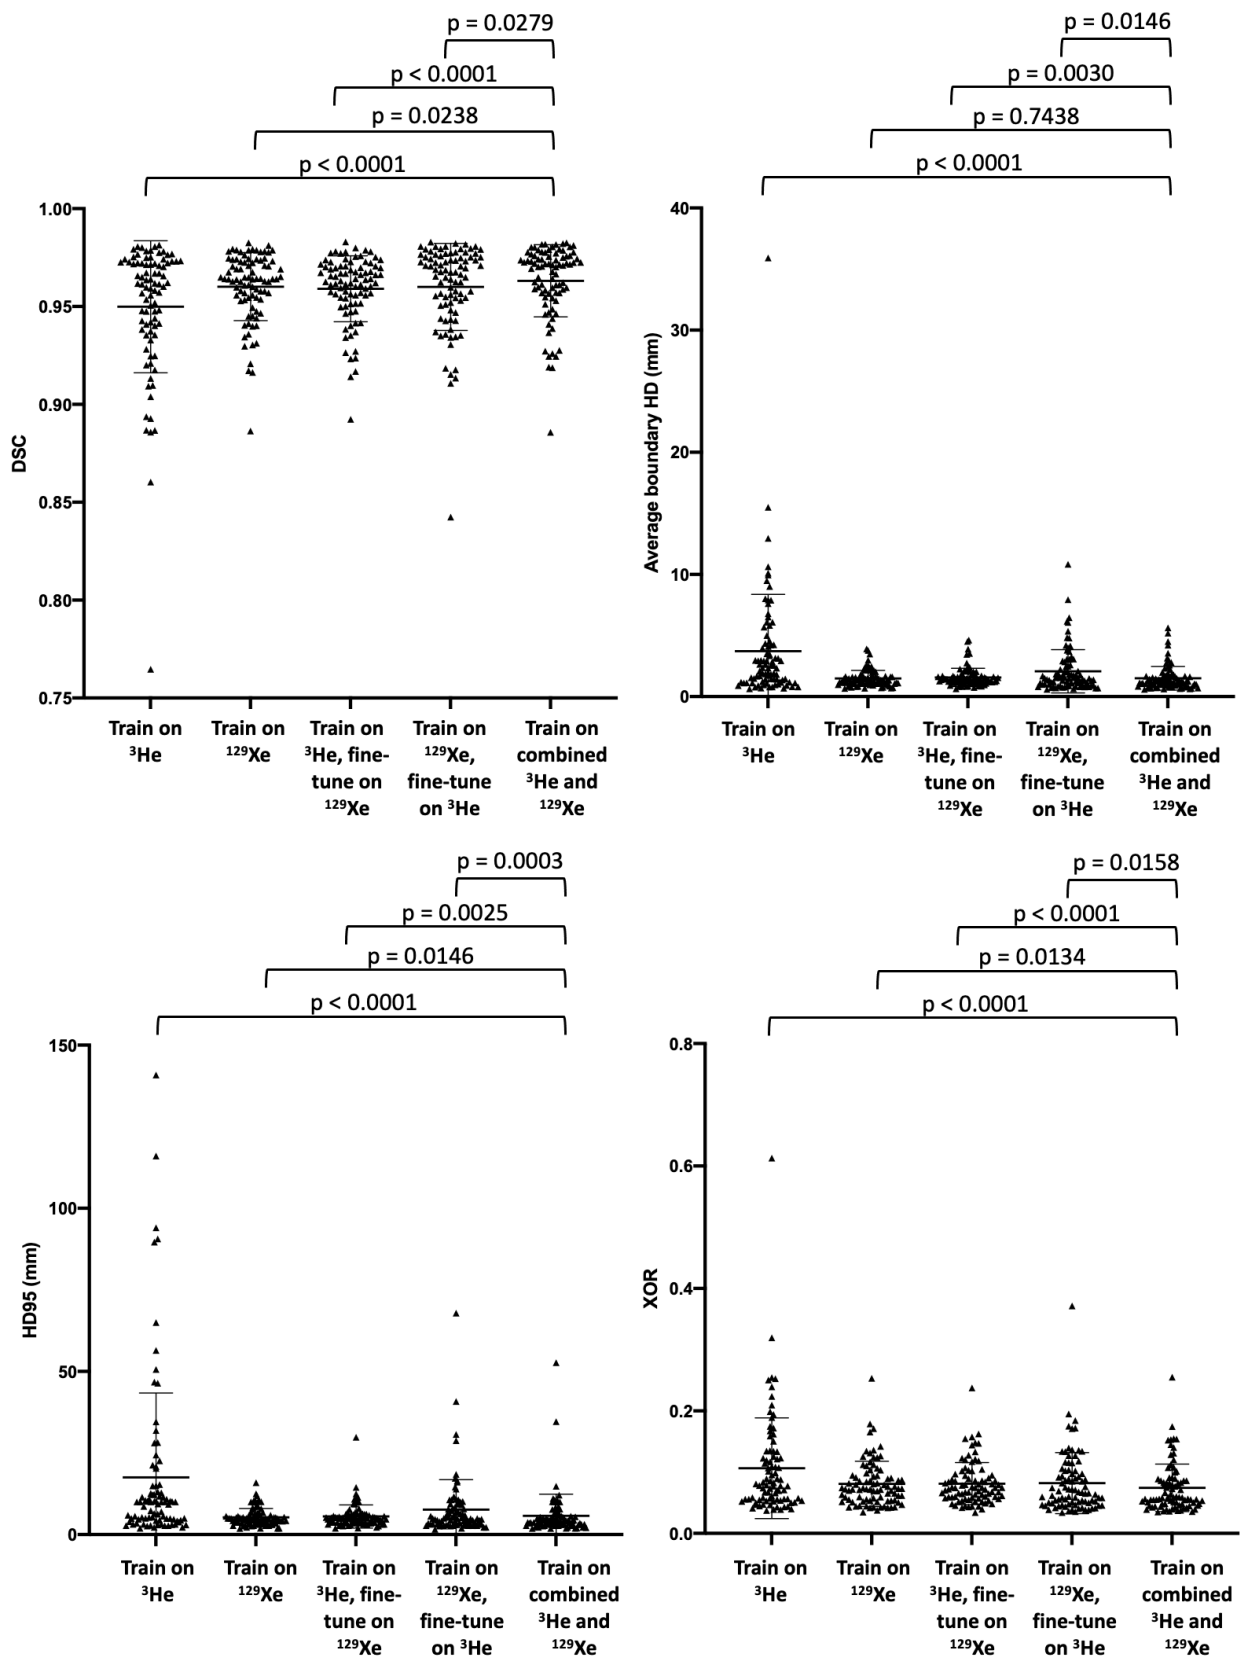 p = 0.0279
p < 0.0001
p = 0.0238
p < 0.0001
1.00
0.95
0.90
0.85
0.80
0.75
DSC
Train on
³He
Train on
¹²⁹Xe
Train on
³He, fine-
tune on
¹²⁹Xe
Train on
¹²⁹Xe,
fine-tune
on ³He
Train on
combined
³He and
¹²⁹Xe
p = 0.0146
p = 0.0030
p = 0.7438
p < 0.0001
40
30
20
10
0
Average boundary HD (mm)
Train on
³He
Train on
¹²⁹Xe
Train on
³He, fine-
tune on
¹²⁹Xe
Train on
¹²⁹Xe,
fine-tune
on ³He
Train on
combined
³He and
¹²⁹Xe
p = 0.0003
p = 0.0025
p = 0.0146
p < 0.0001
150
100
50
0
HD95 (mm)
Train on
³He
Train on
¹²⁹Xe
Train on
³He, fine-
tune on
¹²⁹Xe
Train on
¹²⁹Xe,
fine-tune
on ³He
Train on
combined
³He and
¹²⁹Xe
p = 0.0158
p < 0.0001
p = 0.0134
p < 0.0001
0.8
0.6
0.4
0.2
0.0
XOR
Train on
³He
Train on
¹²⁹Xe
Train on
³He, fine-
tune on
¹²⁹Xe
Train on
¹²⁹Xe,
fine-tune
on ³He
Train on
combined
³He and
¹²⁹Xe